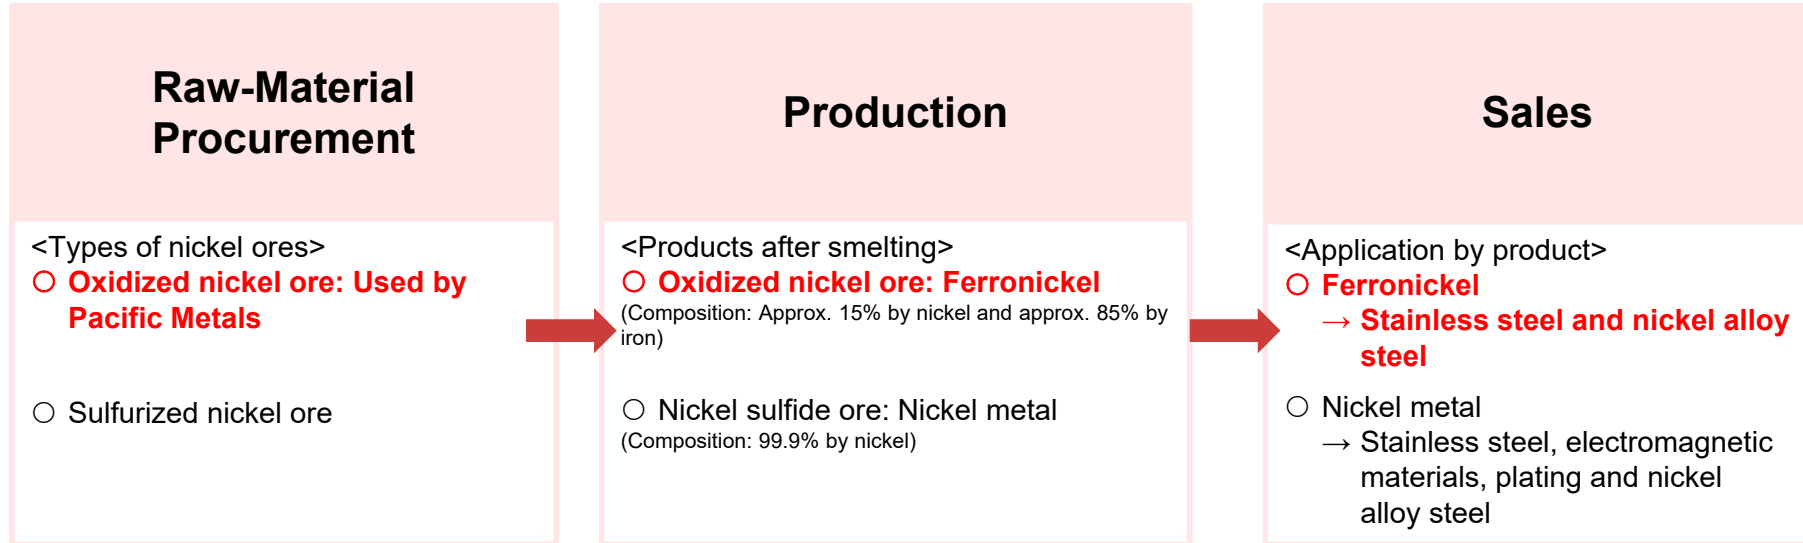 Raw-Material
Procurement
<Types of nickel ores>
○ Oxidized nickel ore: Used by
Pacific Metals
○ Sulfurized nickel ore
Production
<Products after smelting>
○ Oxidized nickel ore: Ferronickel
(Composition: Approx. 15% by nickel and approx. 85% by
iron)
○ Nickel sulfide ore: Nickel metal
(Composition: 99.9% by nickel)
Sales
<Application by product>
○ Ferronickel
→ Stainless steel and nickel alloy
steel
○ Nickel metal
→ Stainless steel, electromagnetic
materials, plating and nickel
alloy steel